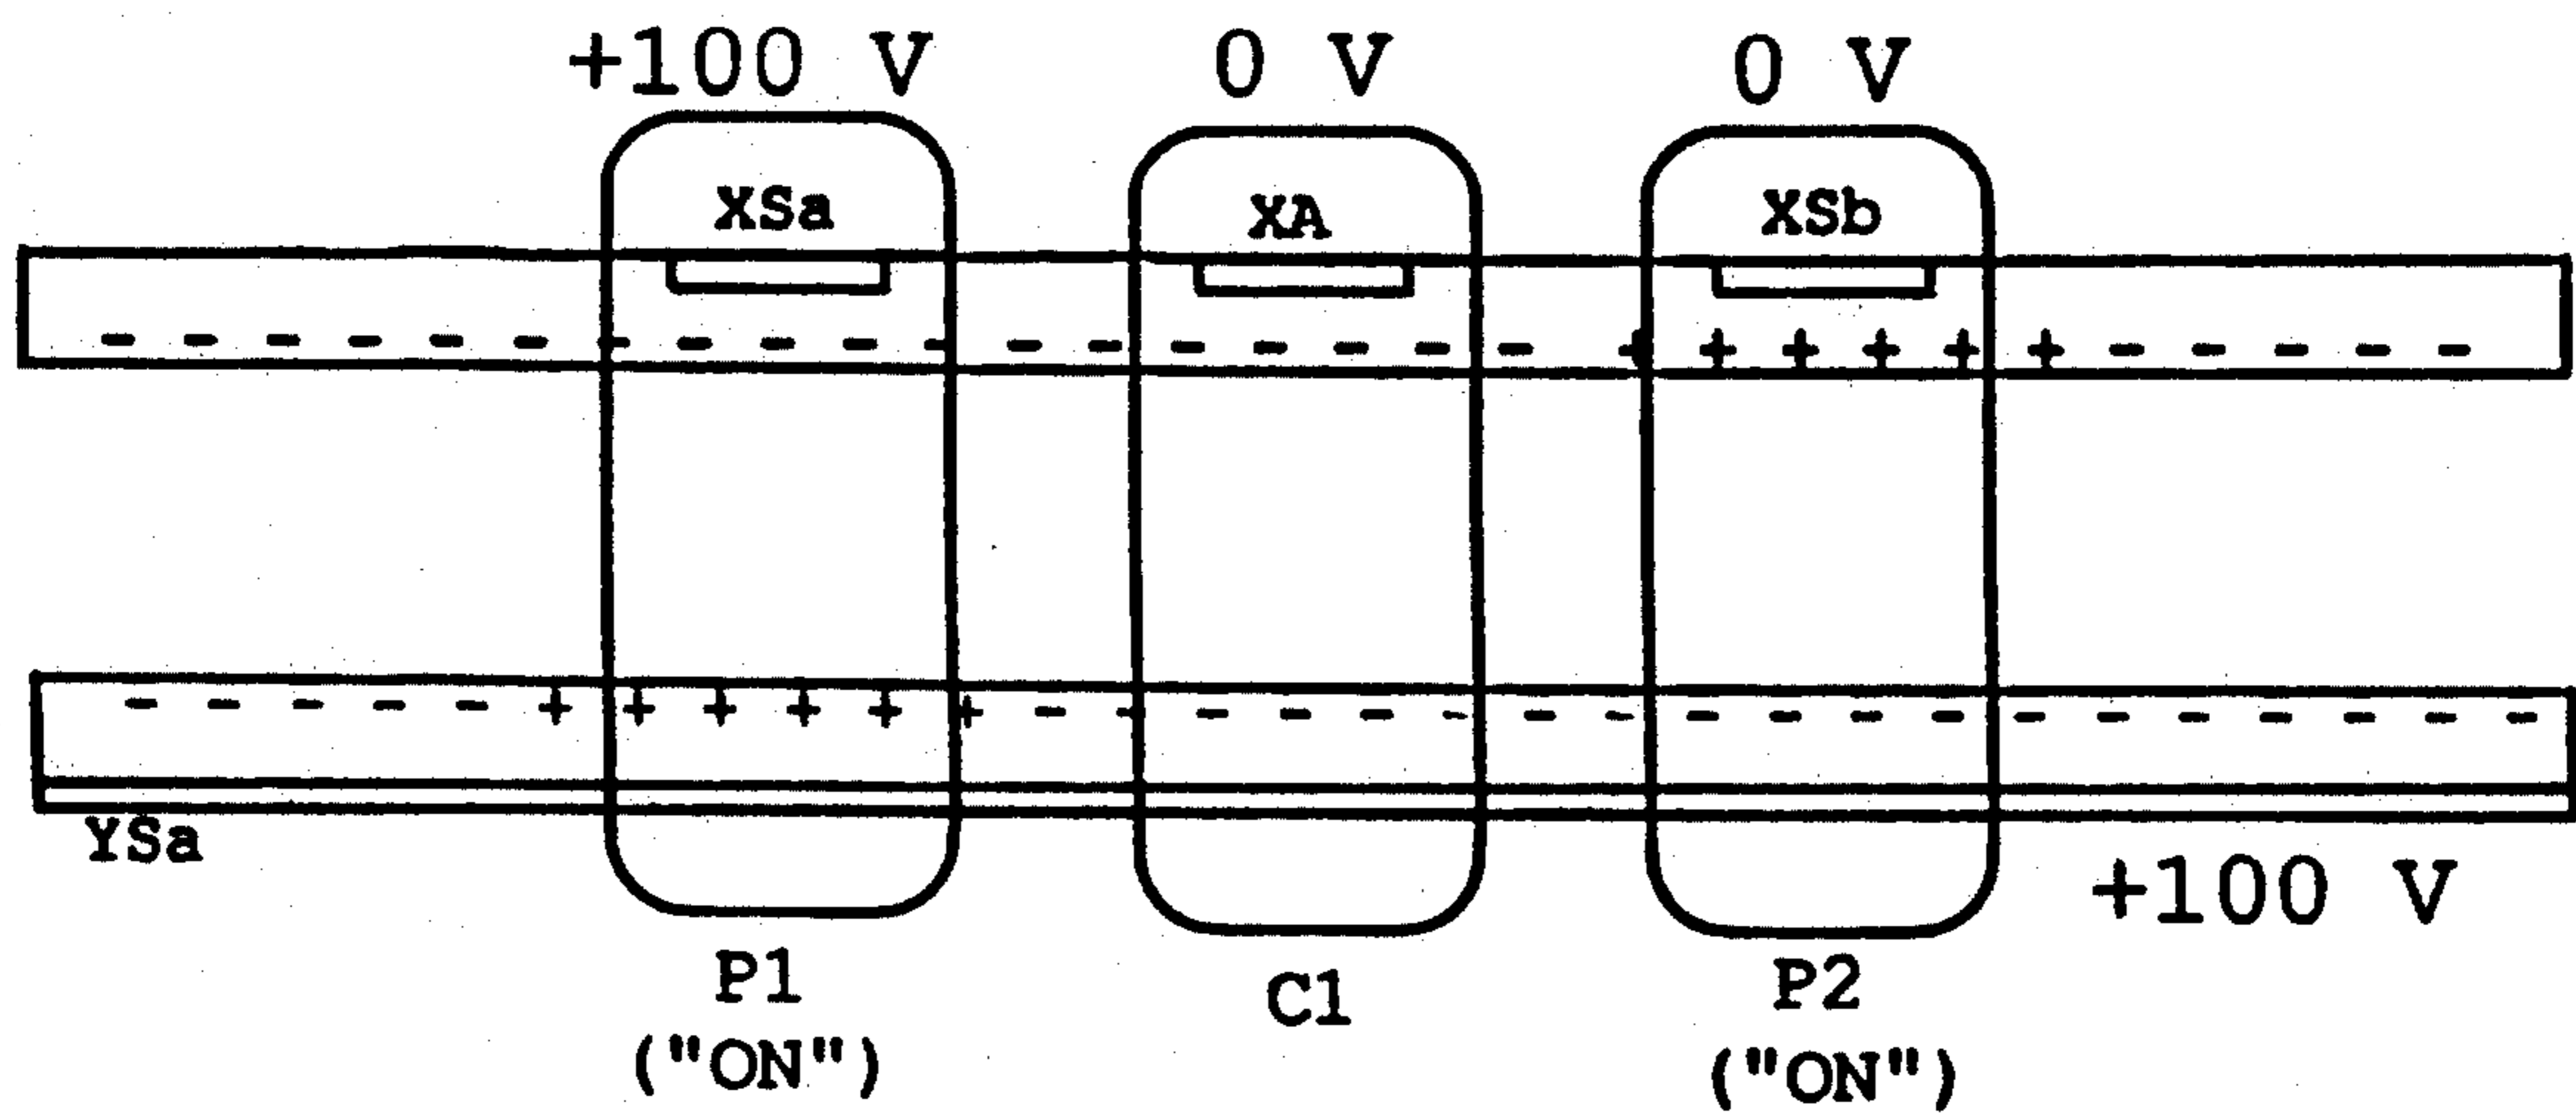 +100 V 0 V 0 V
XSa XA XSb
- - - - - - - - - - - - - - - - - - + + + + + + - - - - -
- - - - - + + + + + + - - - - - - - - - - - - - - - - - - -
YSa
+100 V
P1 C1 P2
("ON") ("ON")